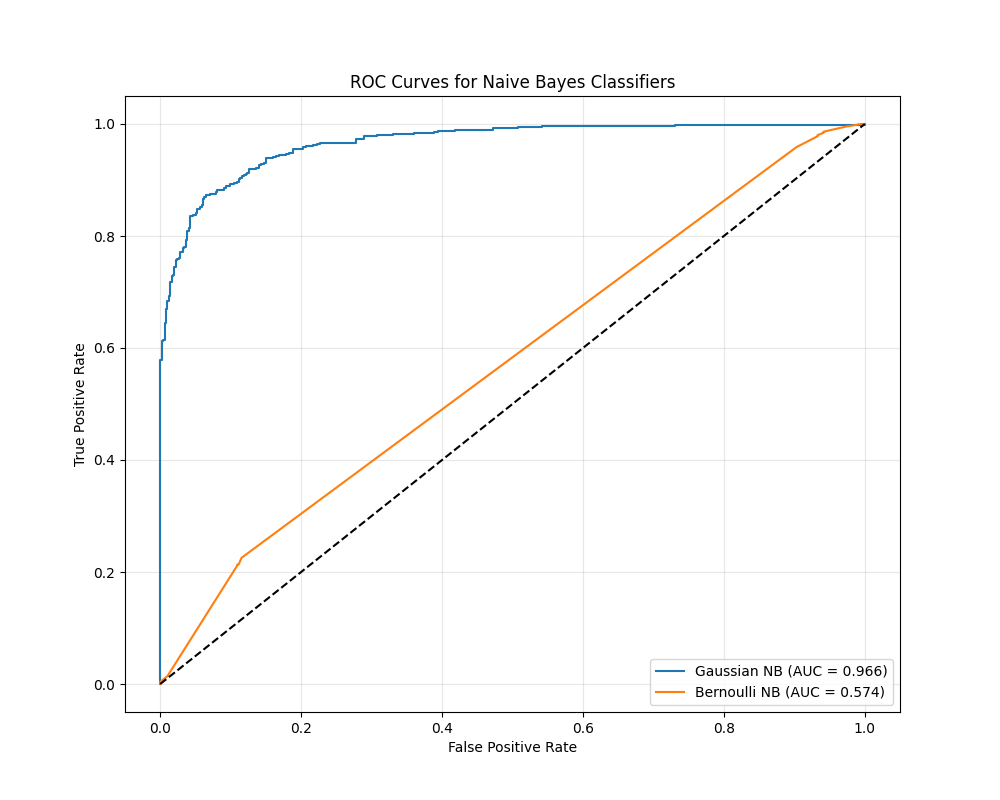 ROC Curves for Naive Bayes Classifiers
1.0
0.8
0.6
0.4
0.2
0.0
True Positive Rate
Gaussian NB (AUC = 0.966)
Bernoulli NB (AUC = 0.574)
0.0 0.2 0.4 0.6 0.8 1.0
False Positive Rate